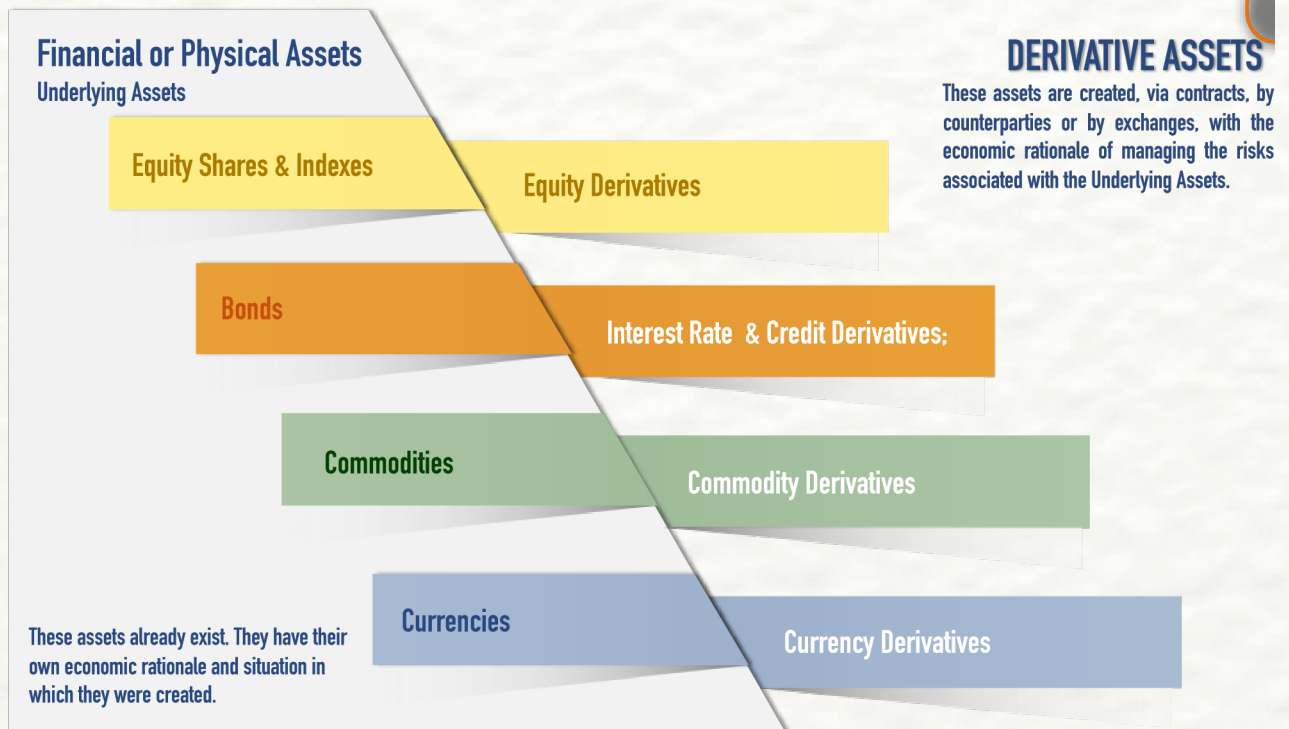 Financial or Physical Assets
Underlying Assets
Equity Shares & Indexes
Bonds
Commodities
Currencies
These assets already exist. They have their
own economic rationale and situation in
which they were created.
DERIVATIVE ASSETS
These assets are created, via contracts, by
counterparties or by exchanges, with the
economic rationale of managing the risks
associated with the Underlying Assets.
Equity Derivatives
Interest Rate & Credit Derivatives;
Commodity Derivatives
Currency Derivatives